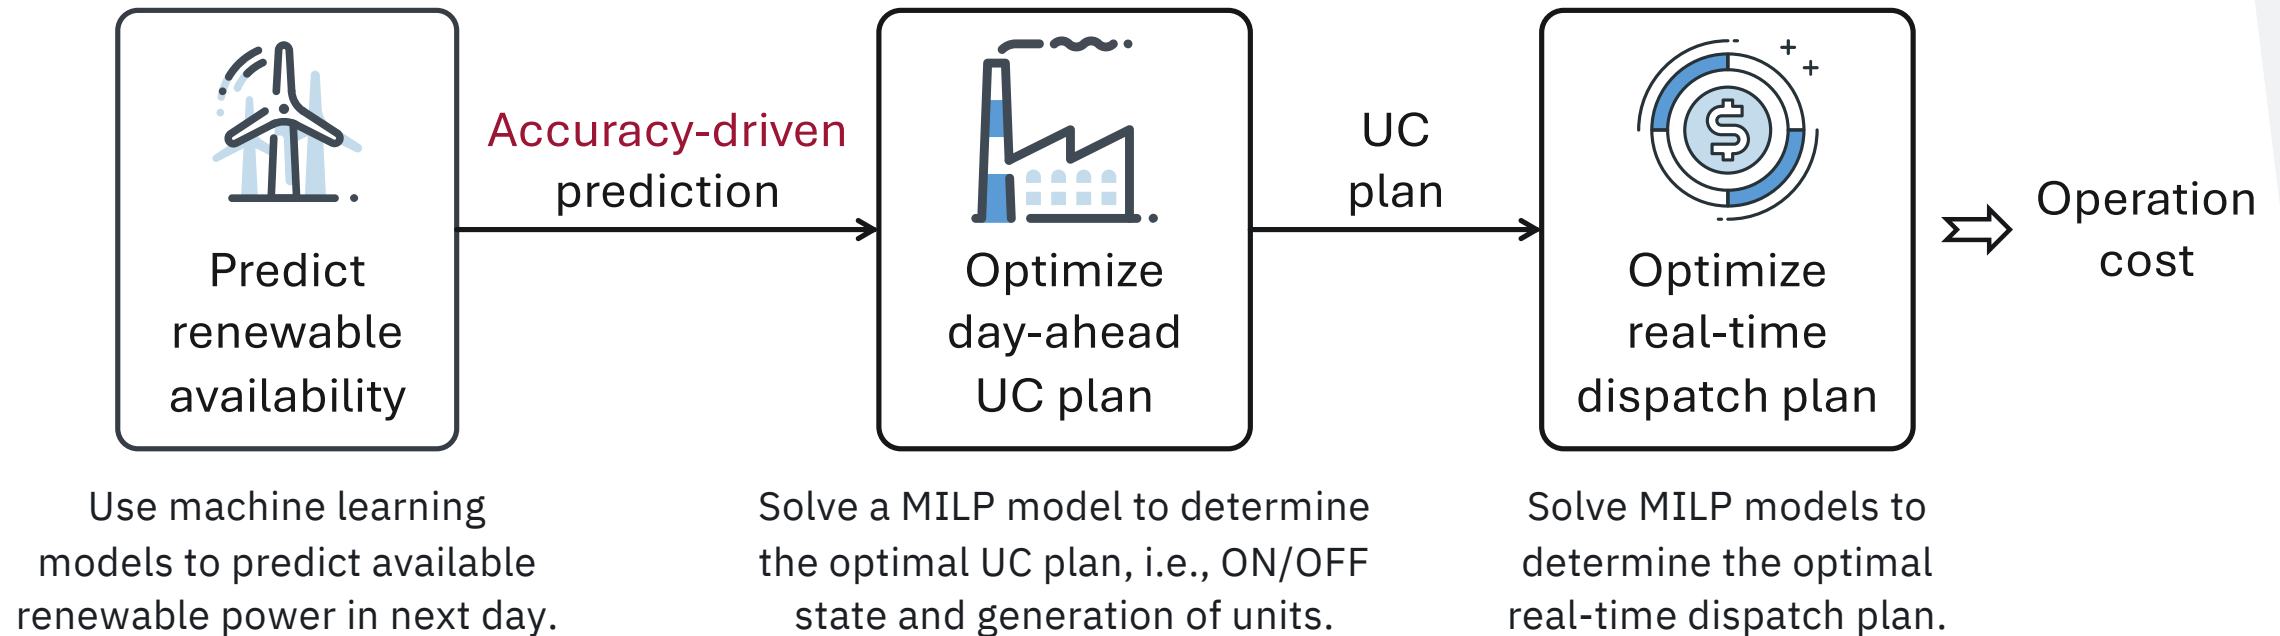 Predict
renewable
availability
Accuracy-driven
prediction
Optimize
day-ahead
UC plan
UC
plan
$
Optimize
real-time
dispatch plan
Operation
cost
Use machine learning
models to predict available
renewable power in next day.
Solve a MILP model to determine
the optimal UC plan, i.e., ON/OFF
state and generation of units.
Solve MILP models to
determine the optimal
real-time dispatch plan.